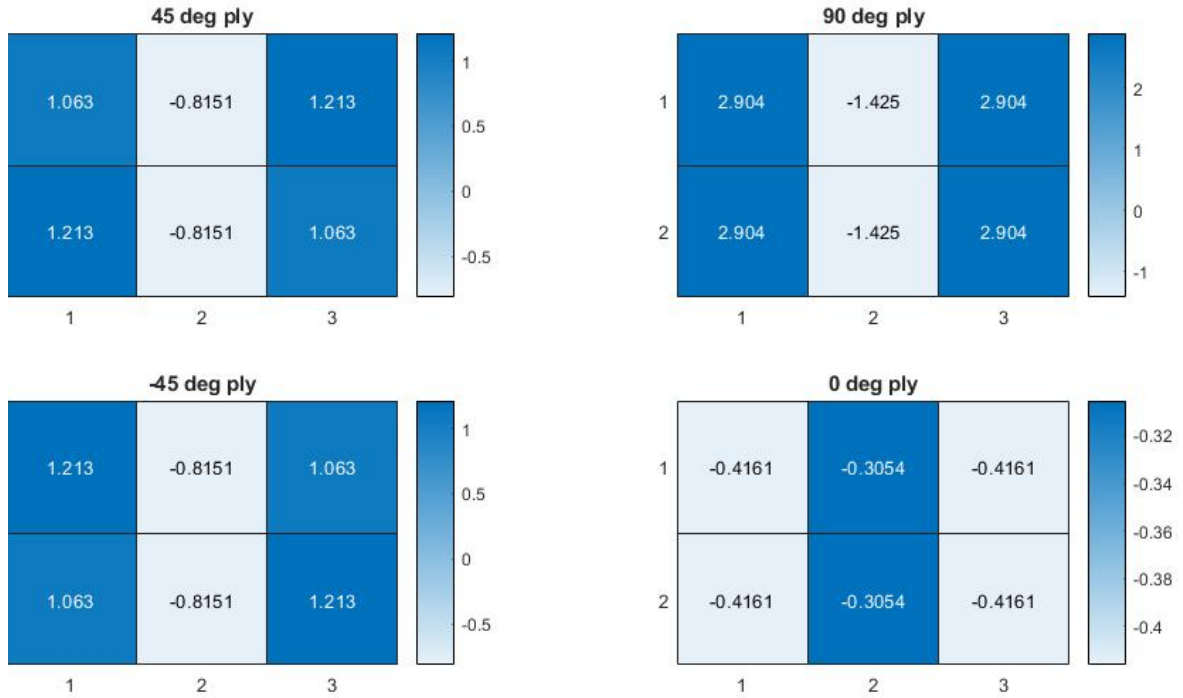 45 deg ply
1.063 -0.8151 1.213
1.213 -0.8151 1.063
1 2 3
1
0.5
0
-0.5
90 deg ply
1 2.904 -1.425 2.904
2 2.904 -1.425 2.904
1 2 3
2
1
0
-1
-45 deg ply
1.213 -0.8151 1.063
1.063 -0.8151 1.213
1 2 3
1
0.5
0
-0.5
0 deg ply
1 -0.4161 -0.3054 -0.4161
2 -0.4161 -0.3054 -0.4161
1 2 3
-0.32
-0.34
-0.36
-0.38
-0.4